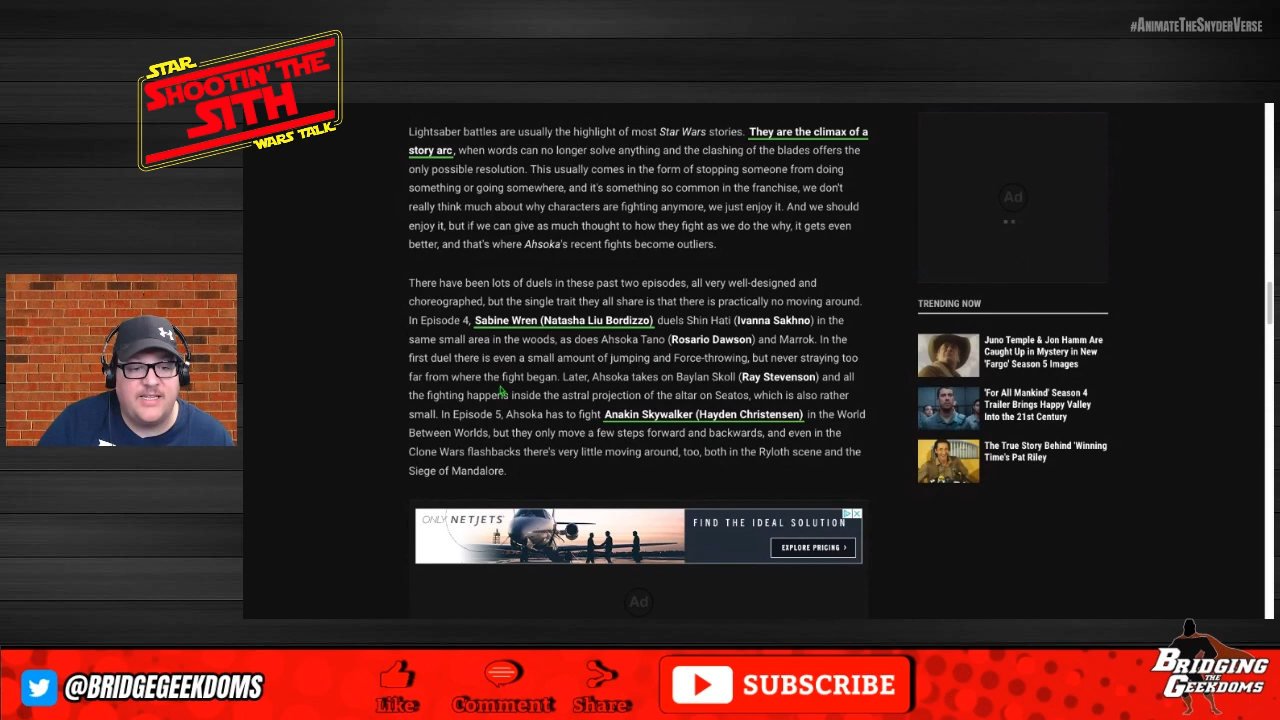 #AnimateTheSnyderVerse
STAR
SHOOTIN' THE
SITH
WARS TALK
Lightsaber battles are usually the highlight of most Star Wars stories. They are the climax of a
story arc, when words can no longer solve anything and the clashing of the blades offers the
only possible resolution. This usually comes in the form of stopping someone from doing
something or going somewhere, and it's something so common in the franchise, we don't
really think much about why characters are fighting anymore, we just enjoy it. And we should
enjoy it, but if we can give as much thought to how they fight as we do the why, it gets even
better, and that's where Ahsoka's recent fights become outliers.
There have been lots of duels in these past two episodes, all very well-designed and
choreographed, but the single trait they all share is that there is practically no moving around.
In Episode 4, Sabine Wren (Natasha Liu Bordizzo) duels Shin Hati (Ivanna Sakhno) in the
same small area in the woods, as does Ahsoka Tano (Rosario Dawson) and Marrok. In the
first duel there is even a small amount of jumping and Force-throwing, but never straying too
far from where the fight began. Later, Ahsoka takes on Baylan Skoll (Ray Stevenson) and all
the fighting happens inside the astral projection of the altar on Seatos, which is also rather
small. In Episode 5, Ahsoka has to fight Anakin Skywalker (Hayden Christensen) in the World
Between Worlds, but they only move a few steps forward and backwards, and even in the
Clone Wars flashbacks there's very little moving around, too, both in the Ryloth scene and the
Siege of Mandalore.
Ad
TRENDING NOW
Juno Temple & Jon Hamm Are
Caught Up in Mystery in New
'Fargo' Season 5 Images
'For All Mankind' Season 4
Trailer Brings Happy Valley
Into the 21st Century
The True Story Behind 'Winning
Time's Pat Riley
ONLY NETJETS
FIND THE IDEAL SOLUTION
EXPLORE PRICING >
Ad
@BRIDGEGEEKDOMS
Like
Comment
Share
SUBSCRIBE
BRIDGING
THE
GEEKDOMS